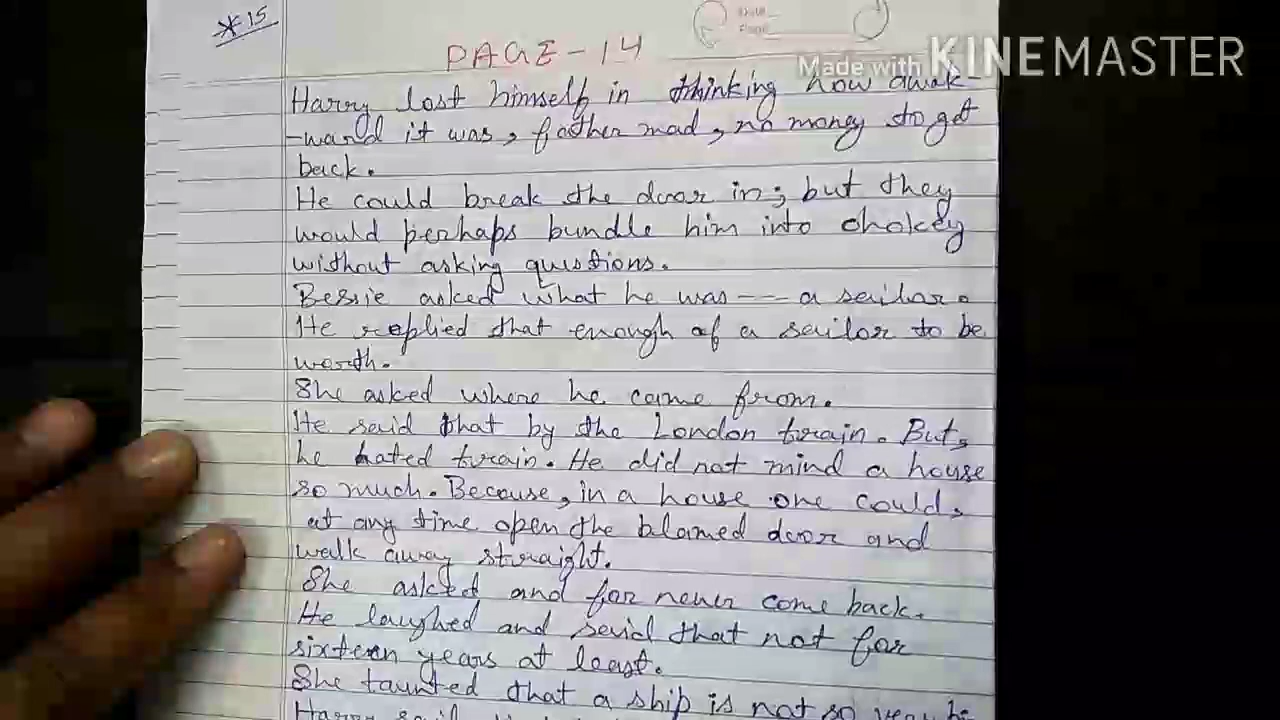 *15
PAGE-14
Made with KINEMASTER
Harry lost himself in thinking how awak-
-ward it was, father mad, no money to get
back.
He could break the door in; but they
would perhaps bundle him into chokey
without asking questions.
Bessie asked what he was --- a sailor.
He replied that enough of a sailor to be
worth.
She asked where he came from.
He said that by the London train. But,
he hated train. He did not mind a house
so much. Because, in a house one could,
at any time open the blamed door and
walk away straight.
She asked and for never come back.
He laughed and said that not for
sixteen years at least.
She taunted that a ship is not so very
Harry said